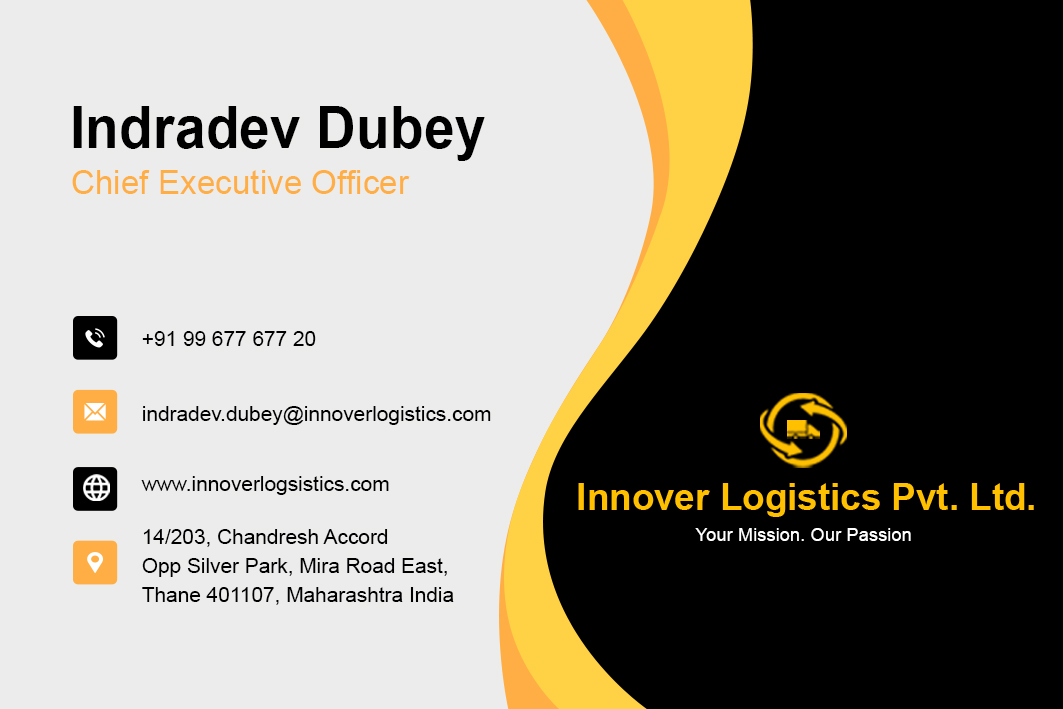 Indradev Dubey
Chief Executive Officer
+91 99 677 677 20
indradev.dubey@innoverlogistics.com
www.innoverlogsistics.com
14/203, Chandresh Accord
Opp Silver Park, Mira Road East,
Thane 401107, Maharashtra India
Innover Logistics Pvt. Ltd.
Your Mission. Our Passion